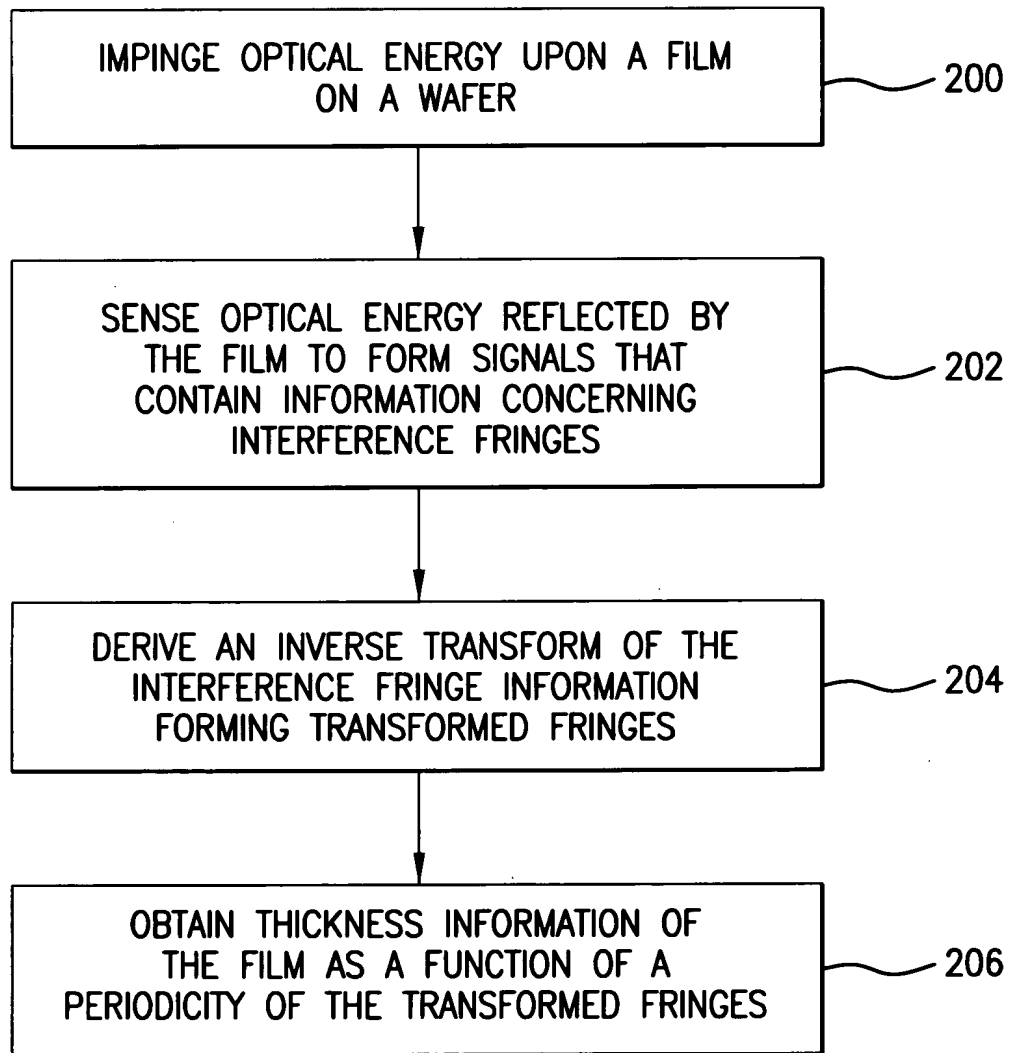 IMPINGE OPTICAL ENERGY UPON A FILM
ON A WAFER
200
SENSE OPTICAL ENERGY REFLECTED BY
THE FILM TO FORM SIGNALS THAT
CONTAIN INFORMATION CONCERNING
INTERFERENCE FRINGES
202
DERIVE AN INVERSE TRANSFORM OF THE
INTERFERENCE FRINGE INFORMATION
FORMING TRANSFORMED FRINGES
204
OBTAIN THICKNESS INFORMATION OF
THE FILM AS A FUNCTION OF A
PERIODICITY OF THE TRANSFORMED FRINGES
206